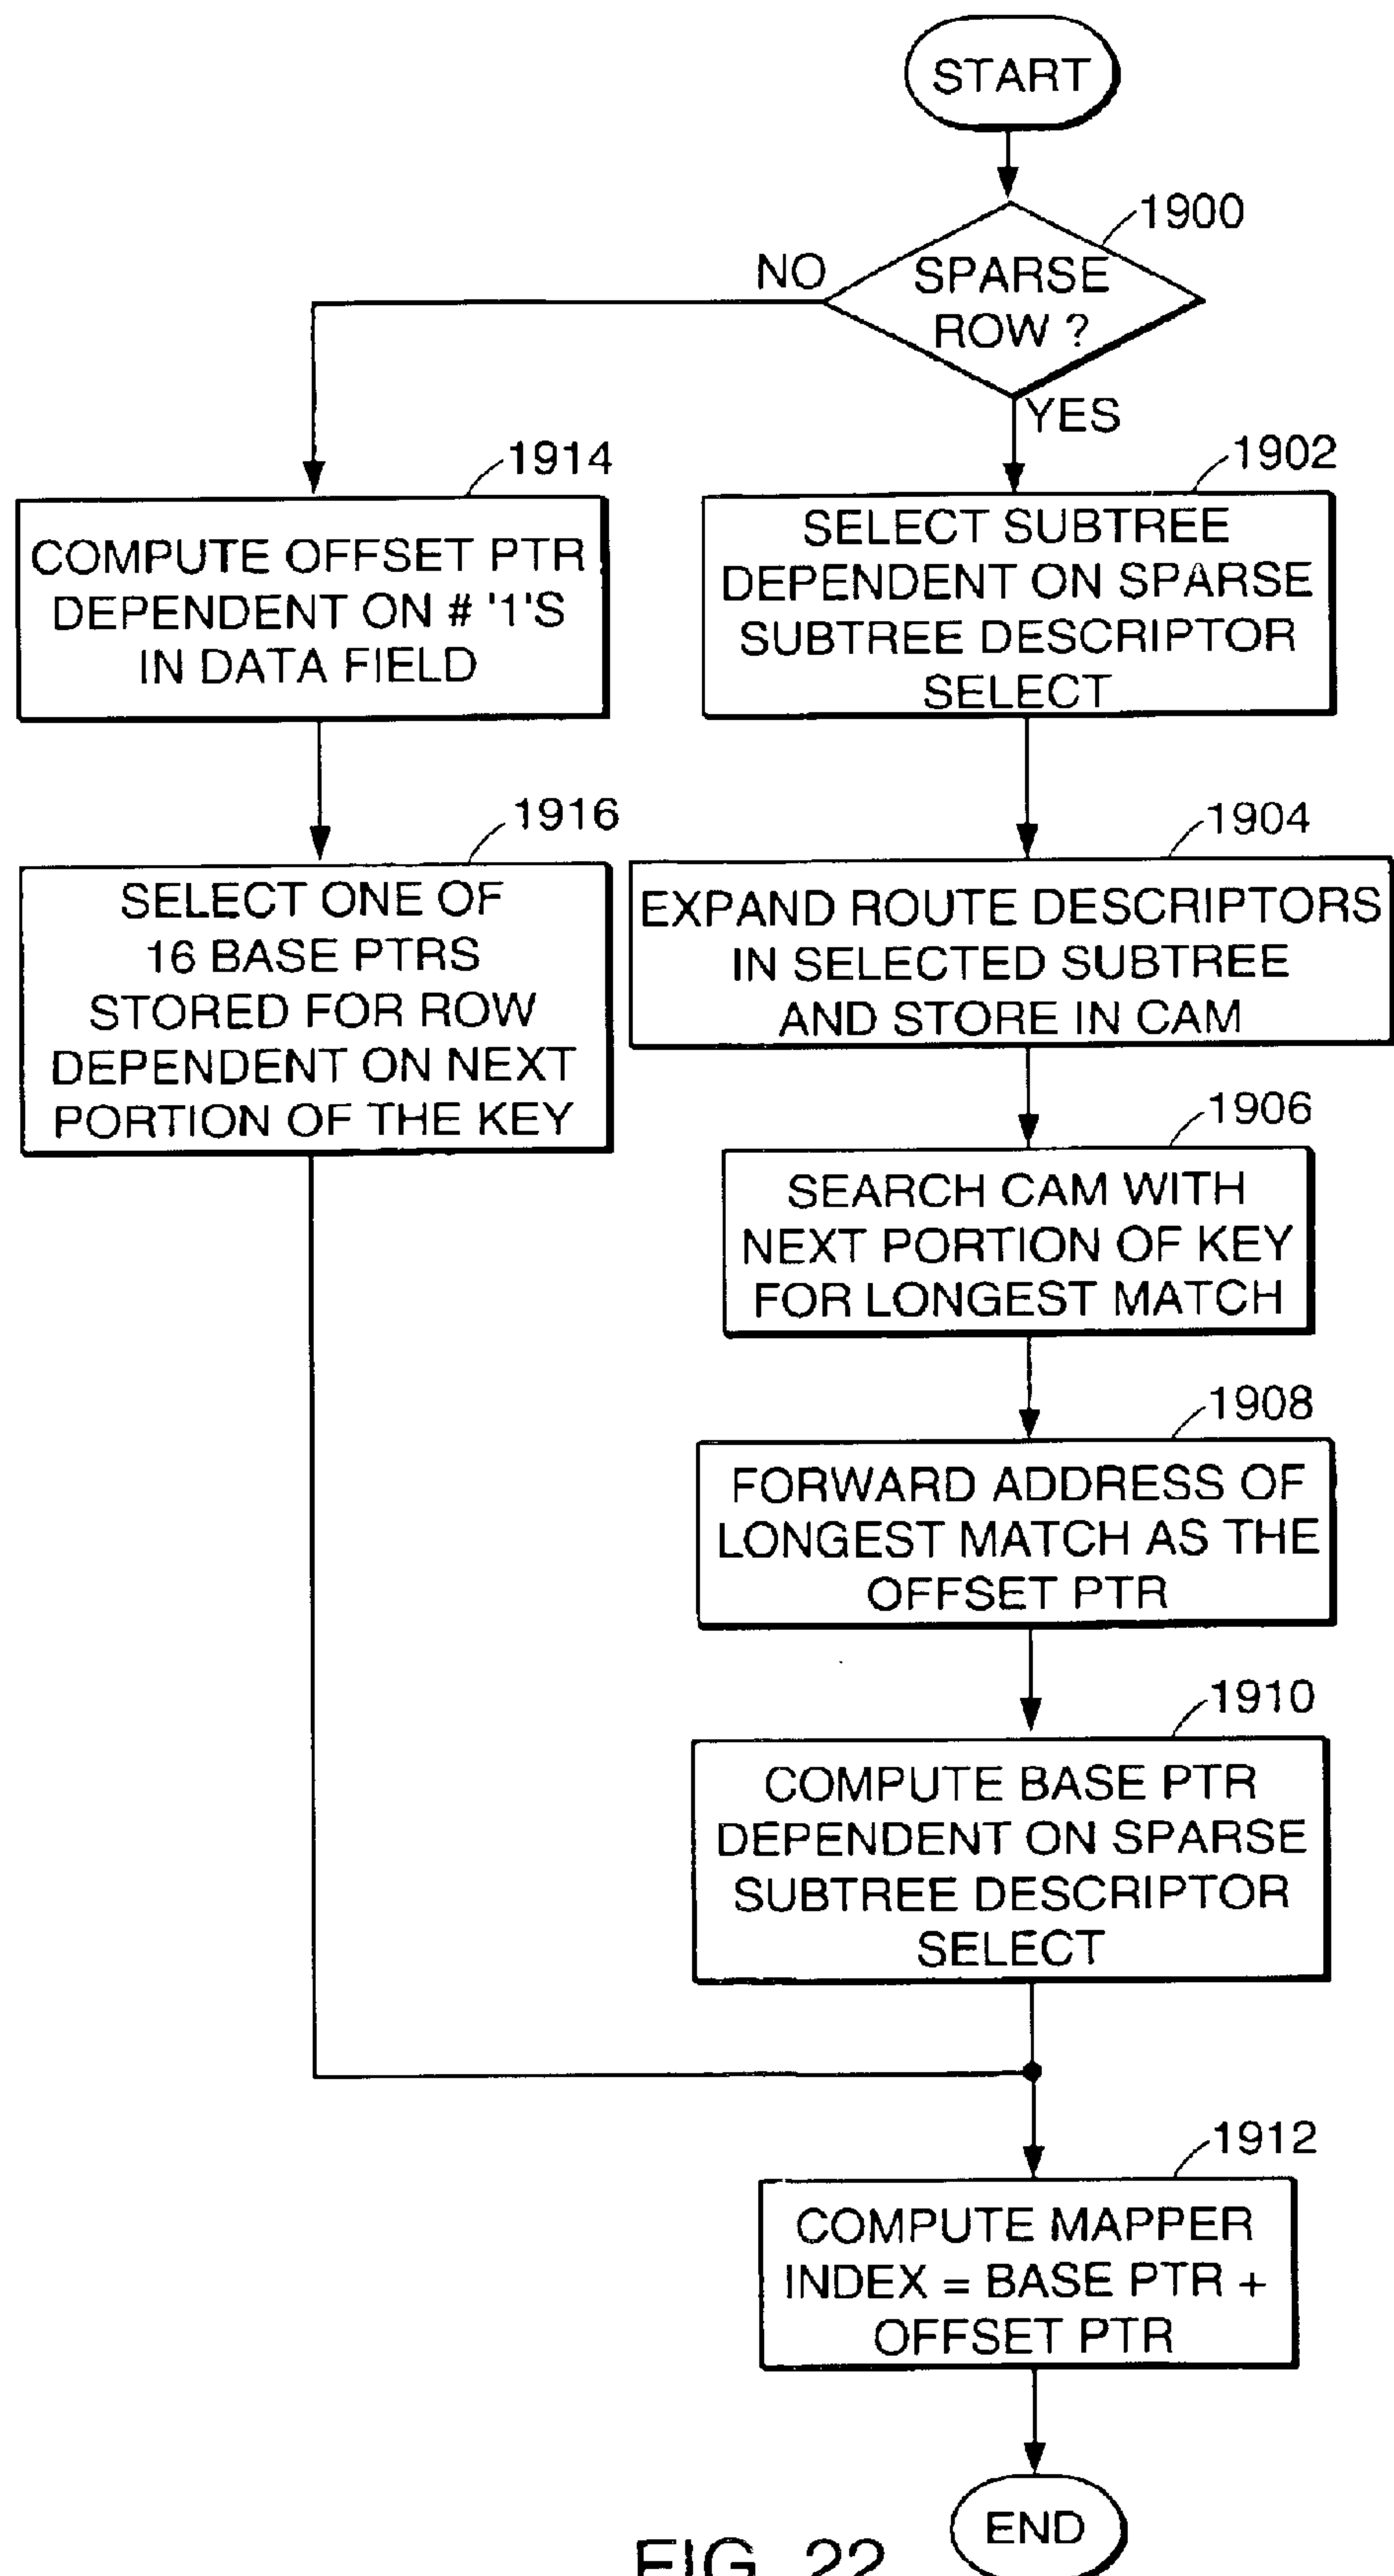 START
1900
SPARSE
ROW ?
NO
YES
1914
COMPUTE OFFSET PTR
DEPENDENT ON # '1'S
IN DATA FIELD
1902
SELECT SUBTREE
DEPENDENT ON SPARSE
SUBTREE DESCRIPTOR
SELECT
1916
SELECT ONE OF
16 BASE PTRS
STORED FOR ROW
DEPENDENT ON NEXT
PORTION OF THE KEY
1904
EXPAND ROUTE DESCRIPTORS
IN SELECTED SUBTREE
AND STORE IN CAM
1906
SEARCH CAM WITH
NEXT PORTION OF KEY
FOR LONGEST MATCH
1908
FORWARD ADDRESS OF
LONGEST MATCH AS THE
OFFSET PTR
1910
COMPUTE BASE PTR
DEPENDENT ON SPARSE
SUBTREE DESCRIPTOR
SELECT
1912
COMPUTE MAPPER
INDEX = BASE PTR +
OFFSET PTR
END
FIG. 22